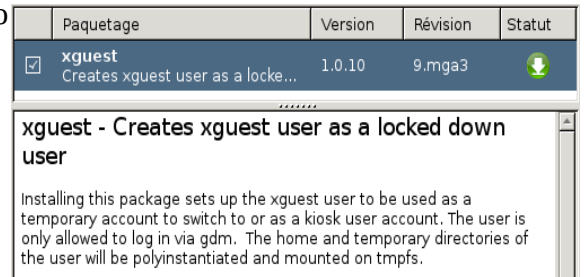 Paquetage Version Révision Statut
xguest 1.0.10 9.mga3
Creates xguest user as a locke...
xguest - Creates xguest user as a locked down
user
Installing this package sets up the xguest user to be used as a
temporary account to switch to or as a kiosk user account. The user is
only allowed to log in via gdm. The home and temporary directories of
the user will be polyinstantiated and mounted on tmpfs.